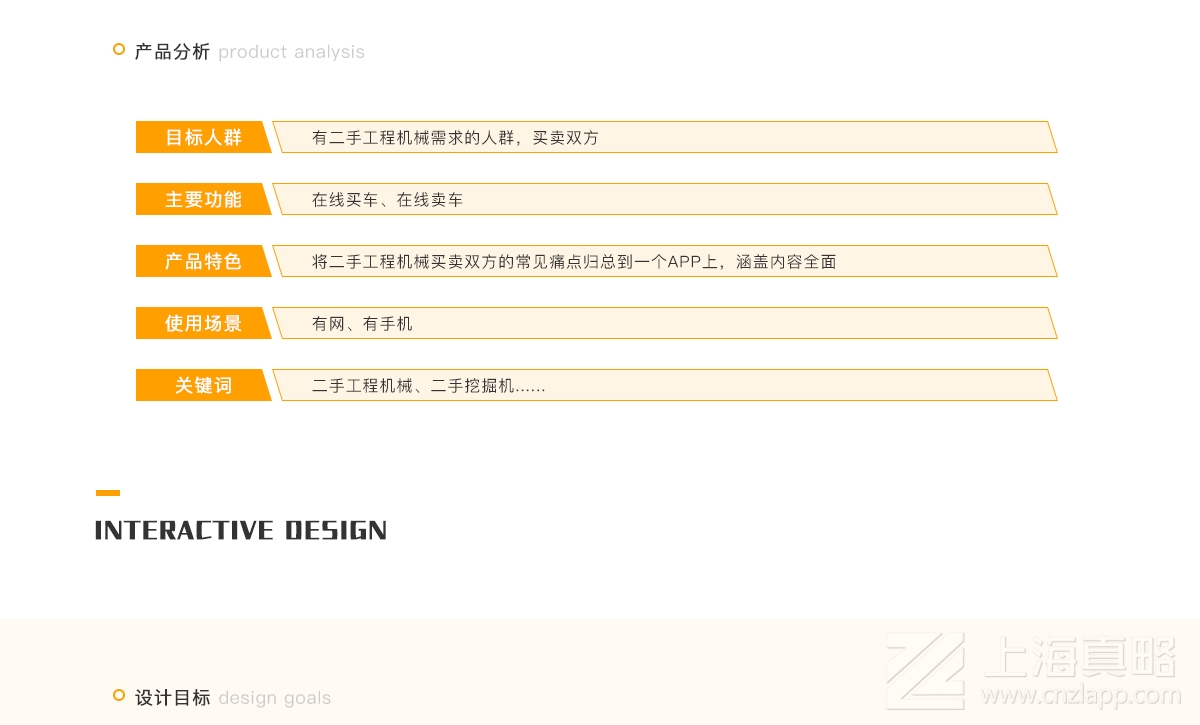 产品分析 product analysis
目标人群 有二手工程机械需求的人群，买卖双方
主要功能 在线买车、在线卖车
产品特色 将二手工程机械买卖双方的常见痛点归总到一个APP上，涵盖内容全面
使用场景 有网、有手机
关键词 二手工程机械、二手挖掘机......
INTERACTIVE DESIGN
上海真略
www.cnzlapp.com
设计目标 design goals